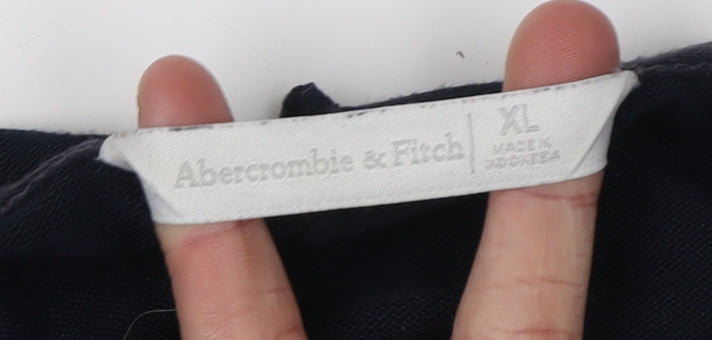 Abercrombie & Fitch
XL
MADE IN
INDONESIA